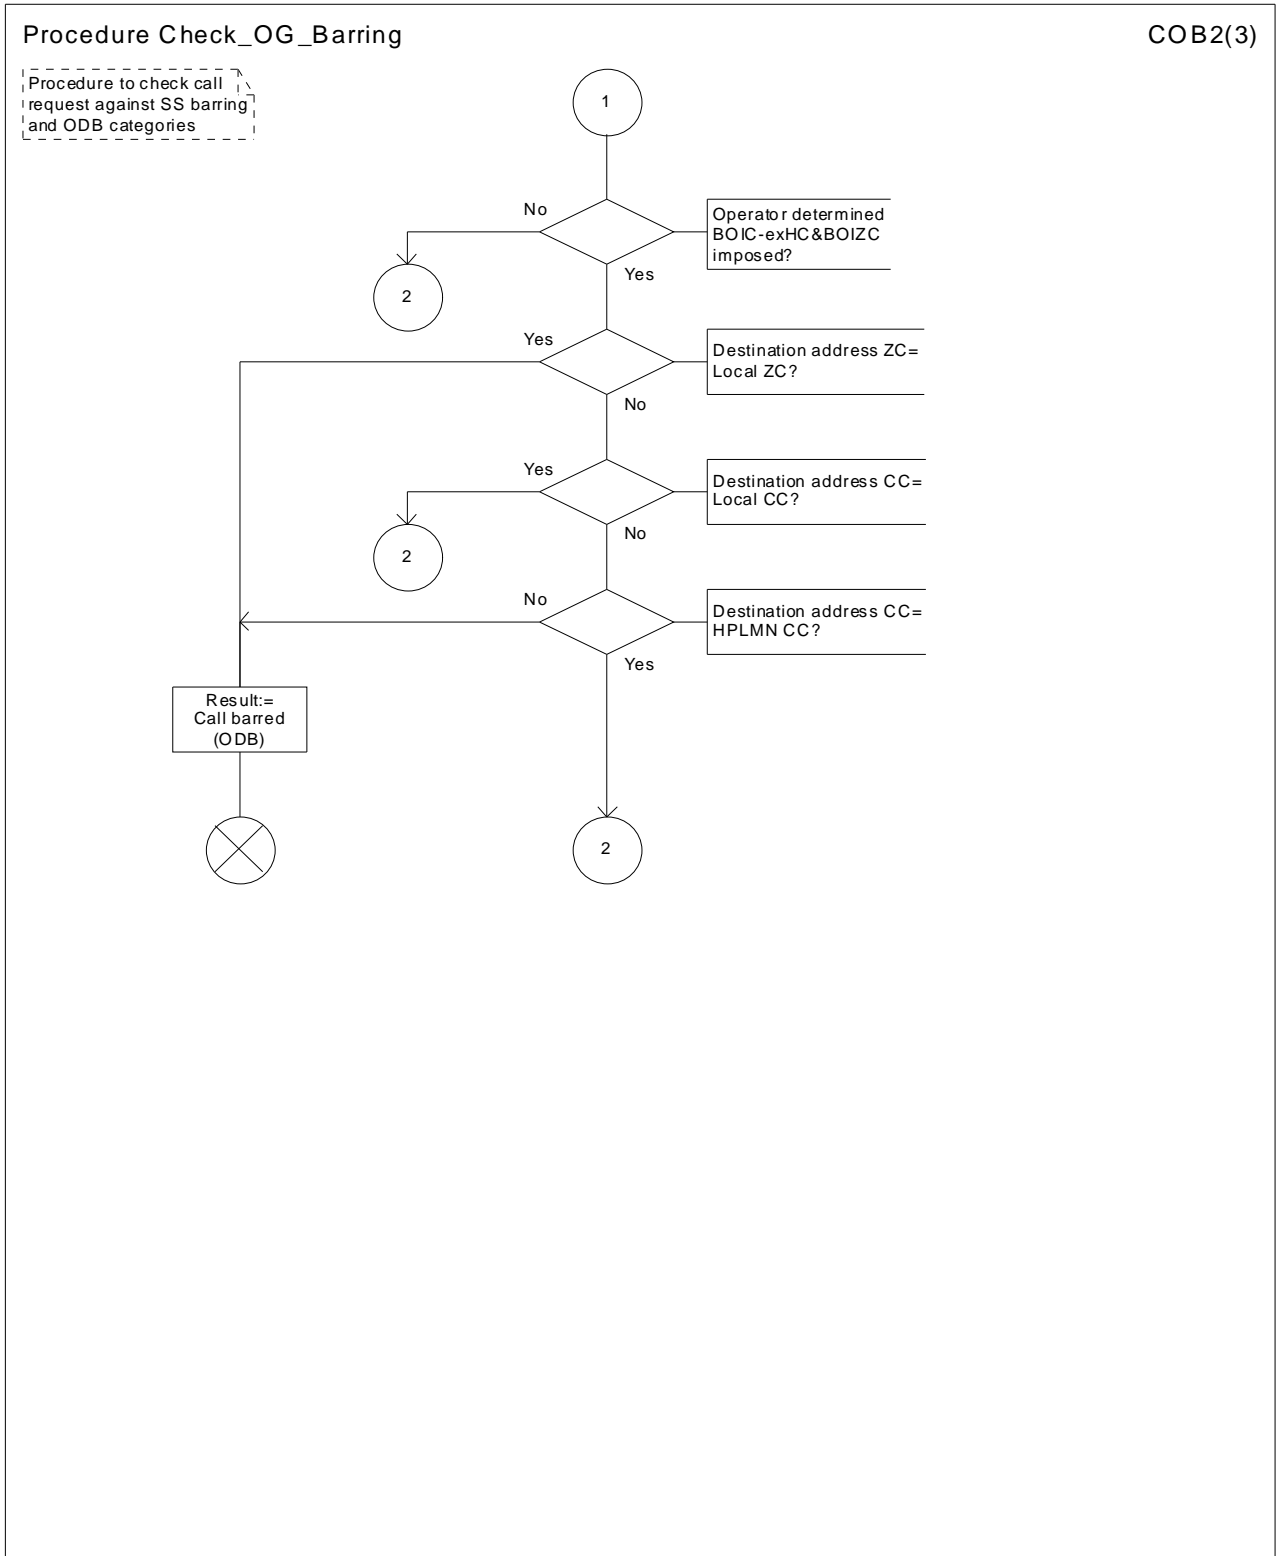 Procedure Check_OG_Barring
COB2(3)
Procedure to check call
request against SS barring
and ODB categories
1
No
Operator determined
BOIC-exHC&BOIZC
imposed?
Yes
2
Yes
Destination address ZC=
Local ZC?
No
Yes
Destination address CC=
Local CC?
No
2
No
Destination address CC=
HPLMN CC?
Yes
Result:=
Call barred
(ODB)
2